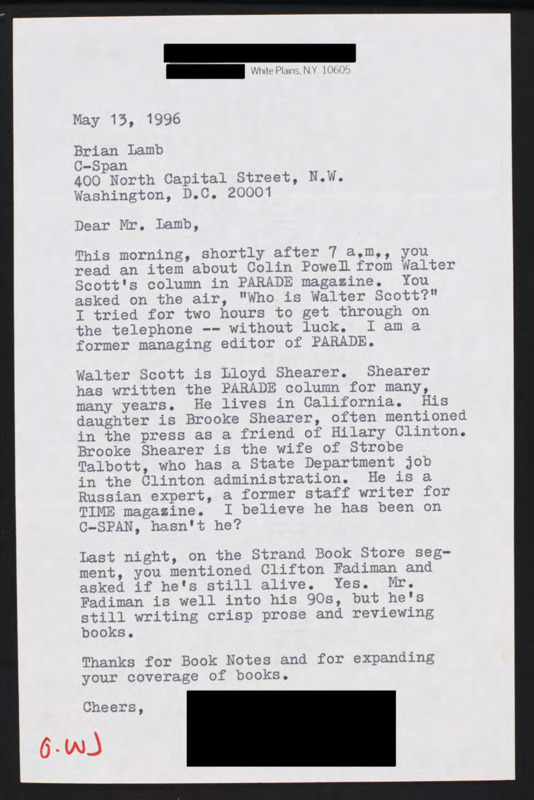 White Plains, N.Y. 10605
May 13, 1996
Brian Lamb
C-Span
400 North Capital Street, N.W.
Washington, D.C. 20001
Dear Mr. Lamb,
This morning, shortly after 7 a.m., you
read an item about Colin Powell from Walter
Scott's column in PARADE magazine.  You
asked on the air, "Who is Walter Scott?"
I tried for two hours to get through on
the telephone -- without luck.  I am a
former managing editor of PARADE.
Walter Scott is Lloyd Shearer.  Shearer
has written the PARADE column for many,
many years.  He lives in California.  His
daughter is Brooke Shearer, often mentioned
in the press as a friend of Hilary Clinton.
Brooke Shearer is the wife of Strobe
Talbott, who has a State Department job
in the Clinton administration.  He is a
Russian expert, a former staff writer for
TIME magazine.  I believe he has been on
C-SPAN, hasn't he?
Last night, on the Strand Book Store seg-
ment, you mentioned Clifton Fadiman and
asked if he's still alive.  Yes.  Mr.
Fadiman is well into his 90s, but he's
still writing crisp prose and reviewing
books.
Thanks for Book Notes and for expanding
your coverage of books.
Cheers,